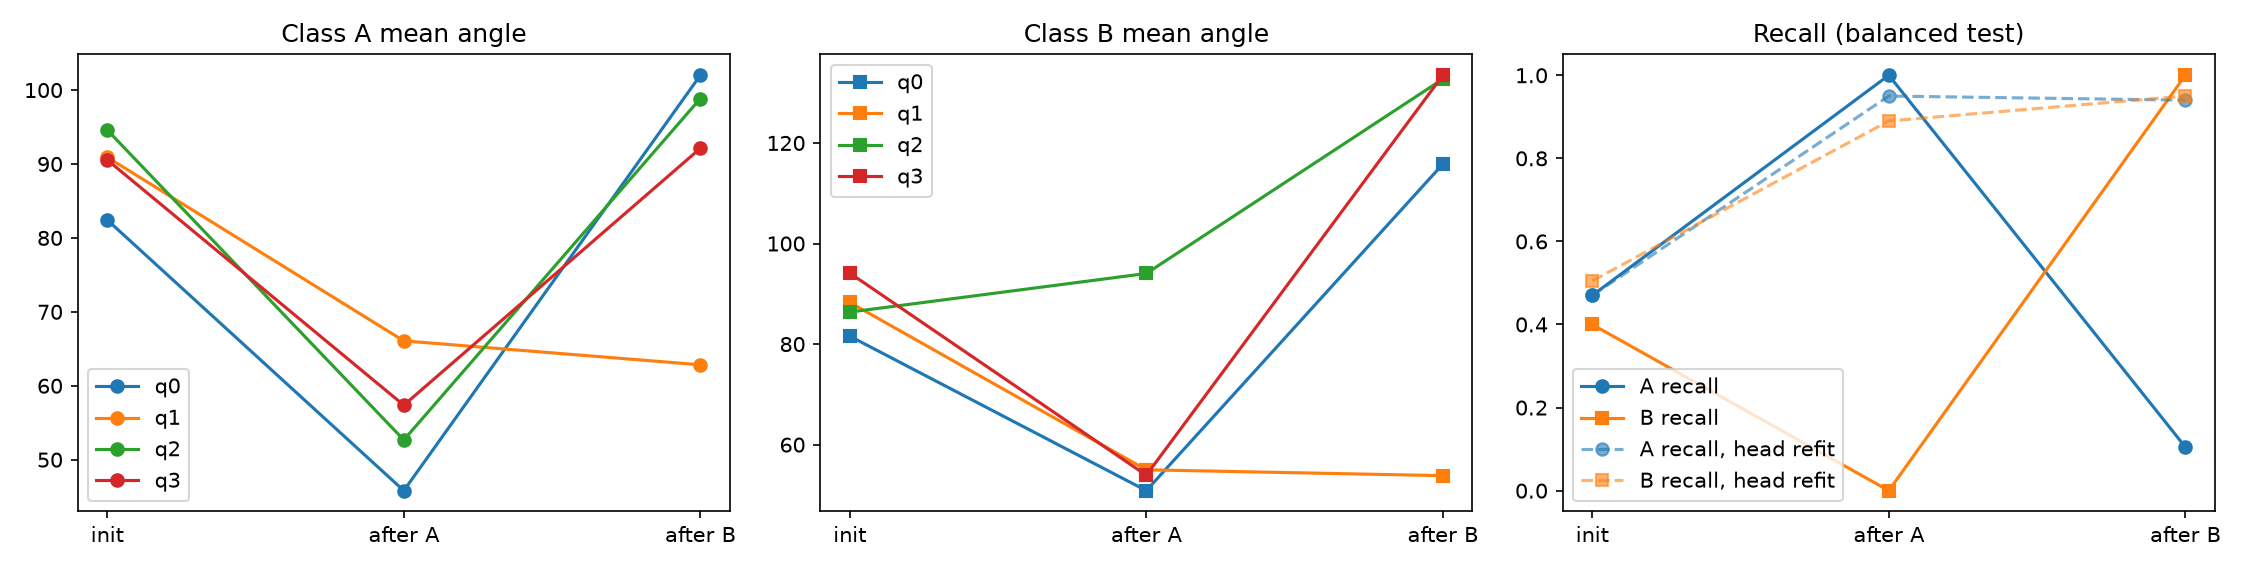 Class A mean angle
100
90
80
70
60
50
q0
q1
q2
q3
init
after A
after B
Class B mean angle
120
100
80
60
q0
q1
q2
q3
init
after A
after B
Recall (balanced test)
1.0
0.8
0.6
0.4
0.2
0.0
A recall
B recall
A recall, head refit
B recall, head refit
init
after A
after B